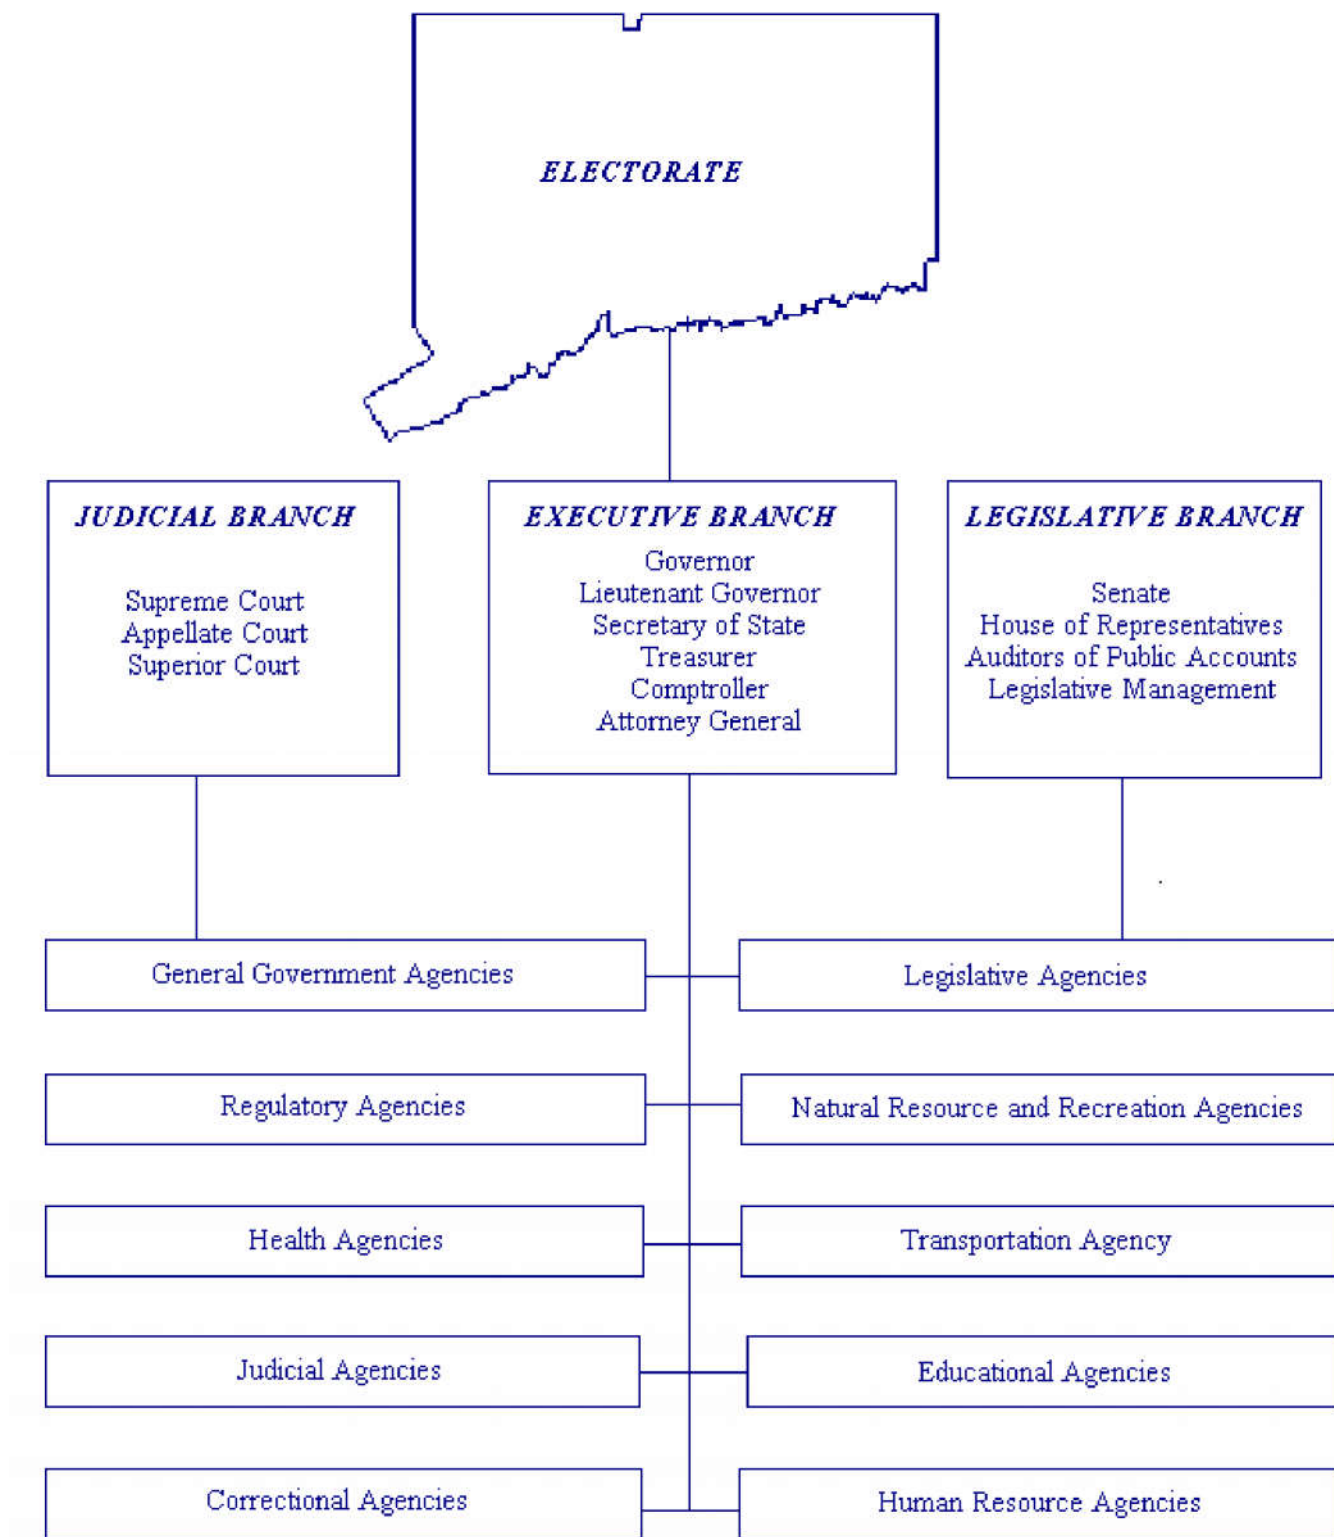 ELECTORATE
JUDICIAL BRANCH
Supreme Court
Appellate Court
Superior Court
EXECUTIVE BRANCH
Governor
Lieutenant Governor
Secretary of State
Treasurer
Comptroller
Attorney General
LEGISLATIVE BRANCH
Senate
House of Representatives
Auditors of Public Accounts
Legislative Management
General Government Agencies
Legislative Agencies
Regulatory Agencies
Natural Resource and Recreation Agencies
Health Agencies
Transportation Agency
Judicial Agencies
Educational Agencies
Correctional Agencies
Human Resource Agencies